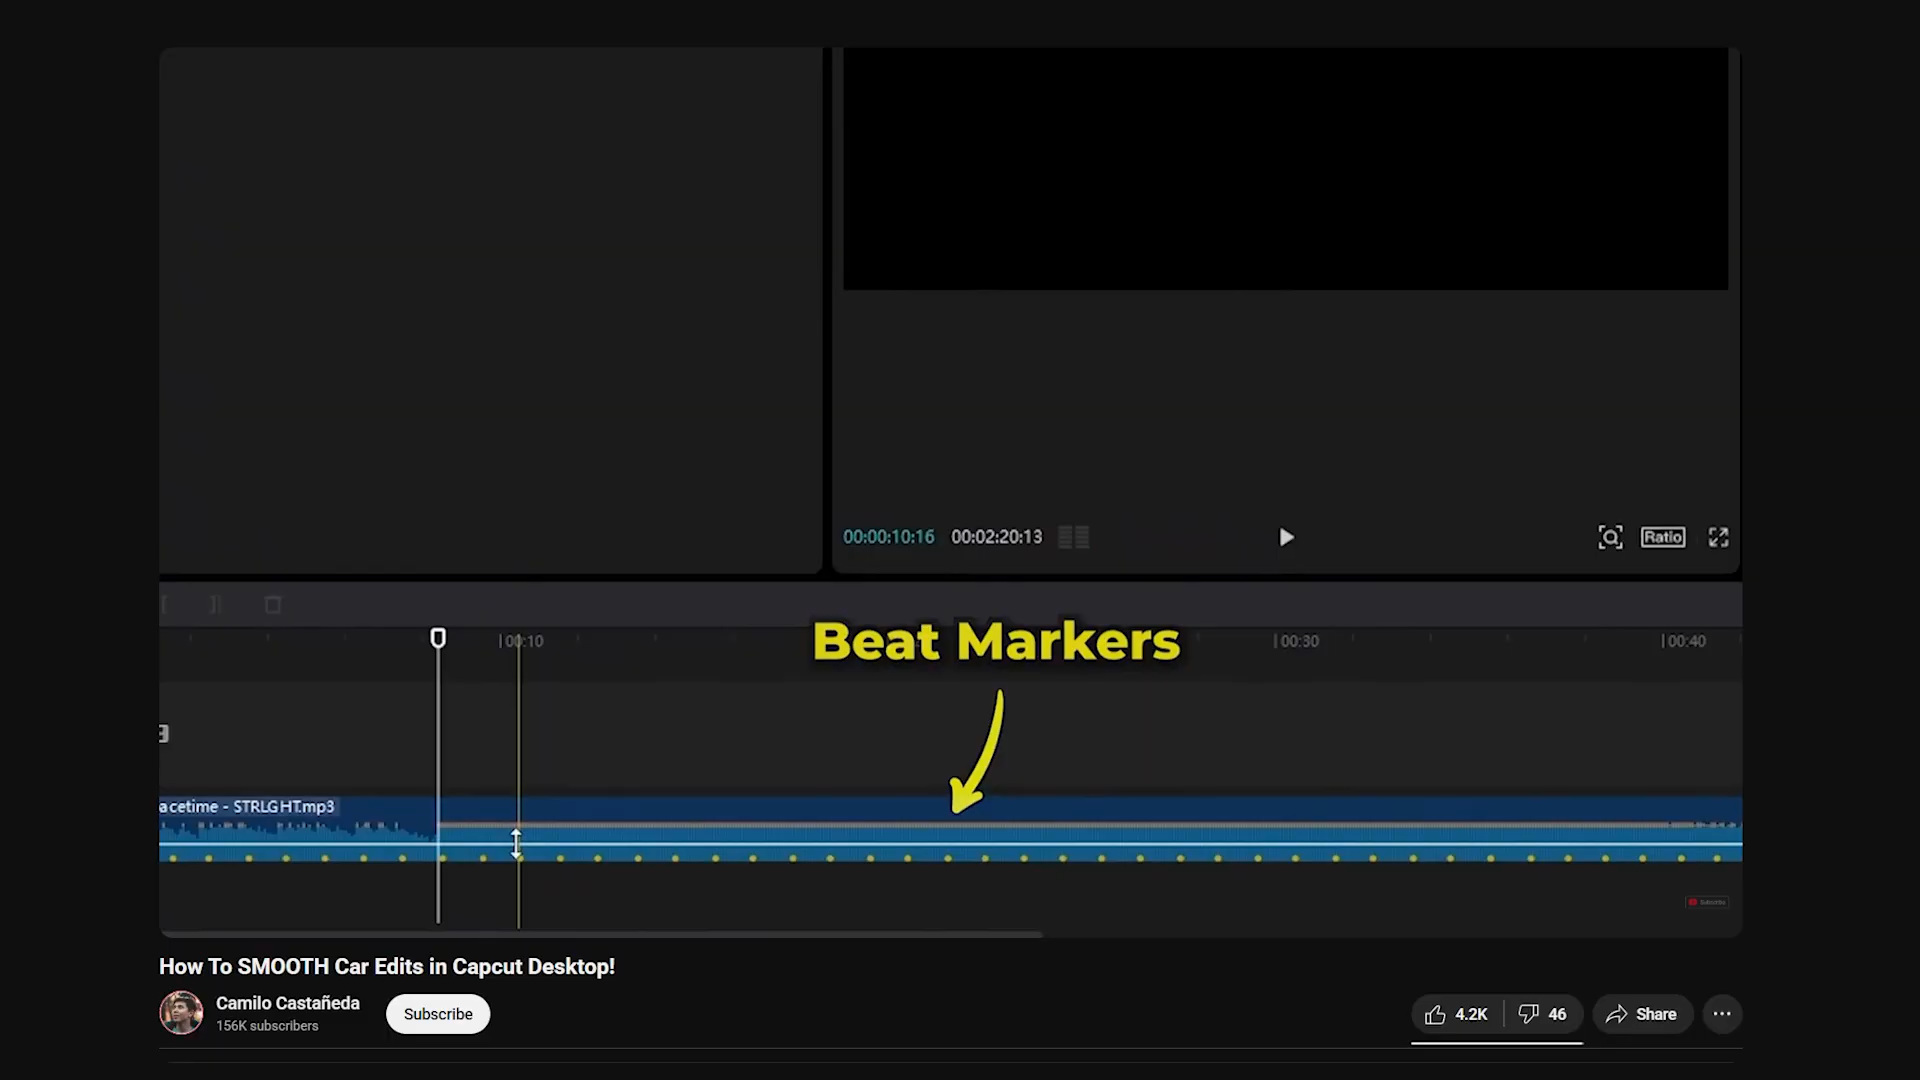 00:00:10:16 00:02:20:13
Ratio
00:10 00:30 00:40
Beat Markers
acetime - STRLGHT.mp3
Subscribe
How To SMOOTH Car Edits in Capcut Desktop!
Camilo Castañeda
156K subscribers
Subscribe
4.2K 46 Share